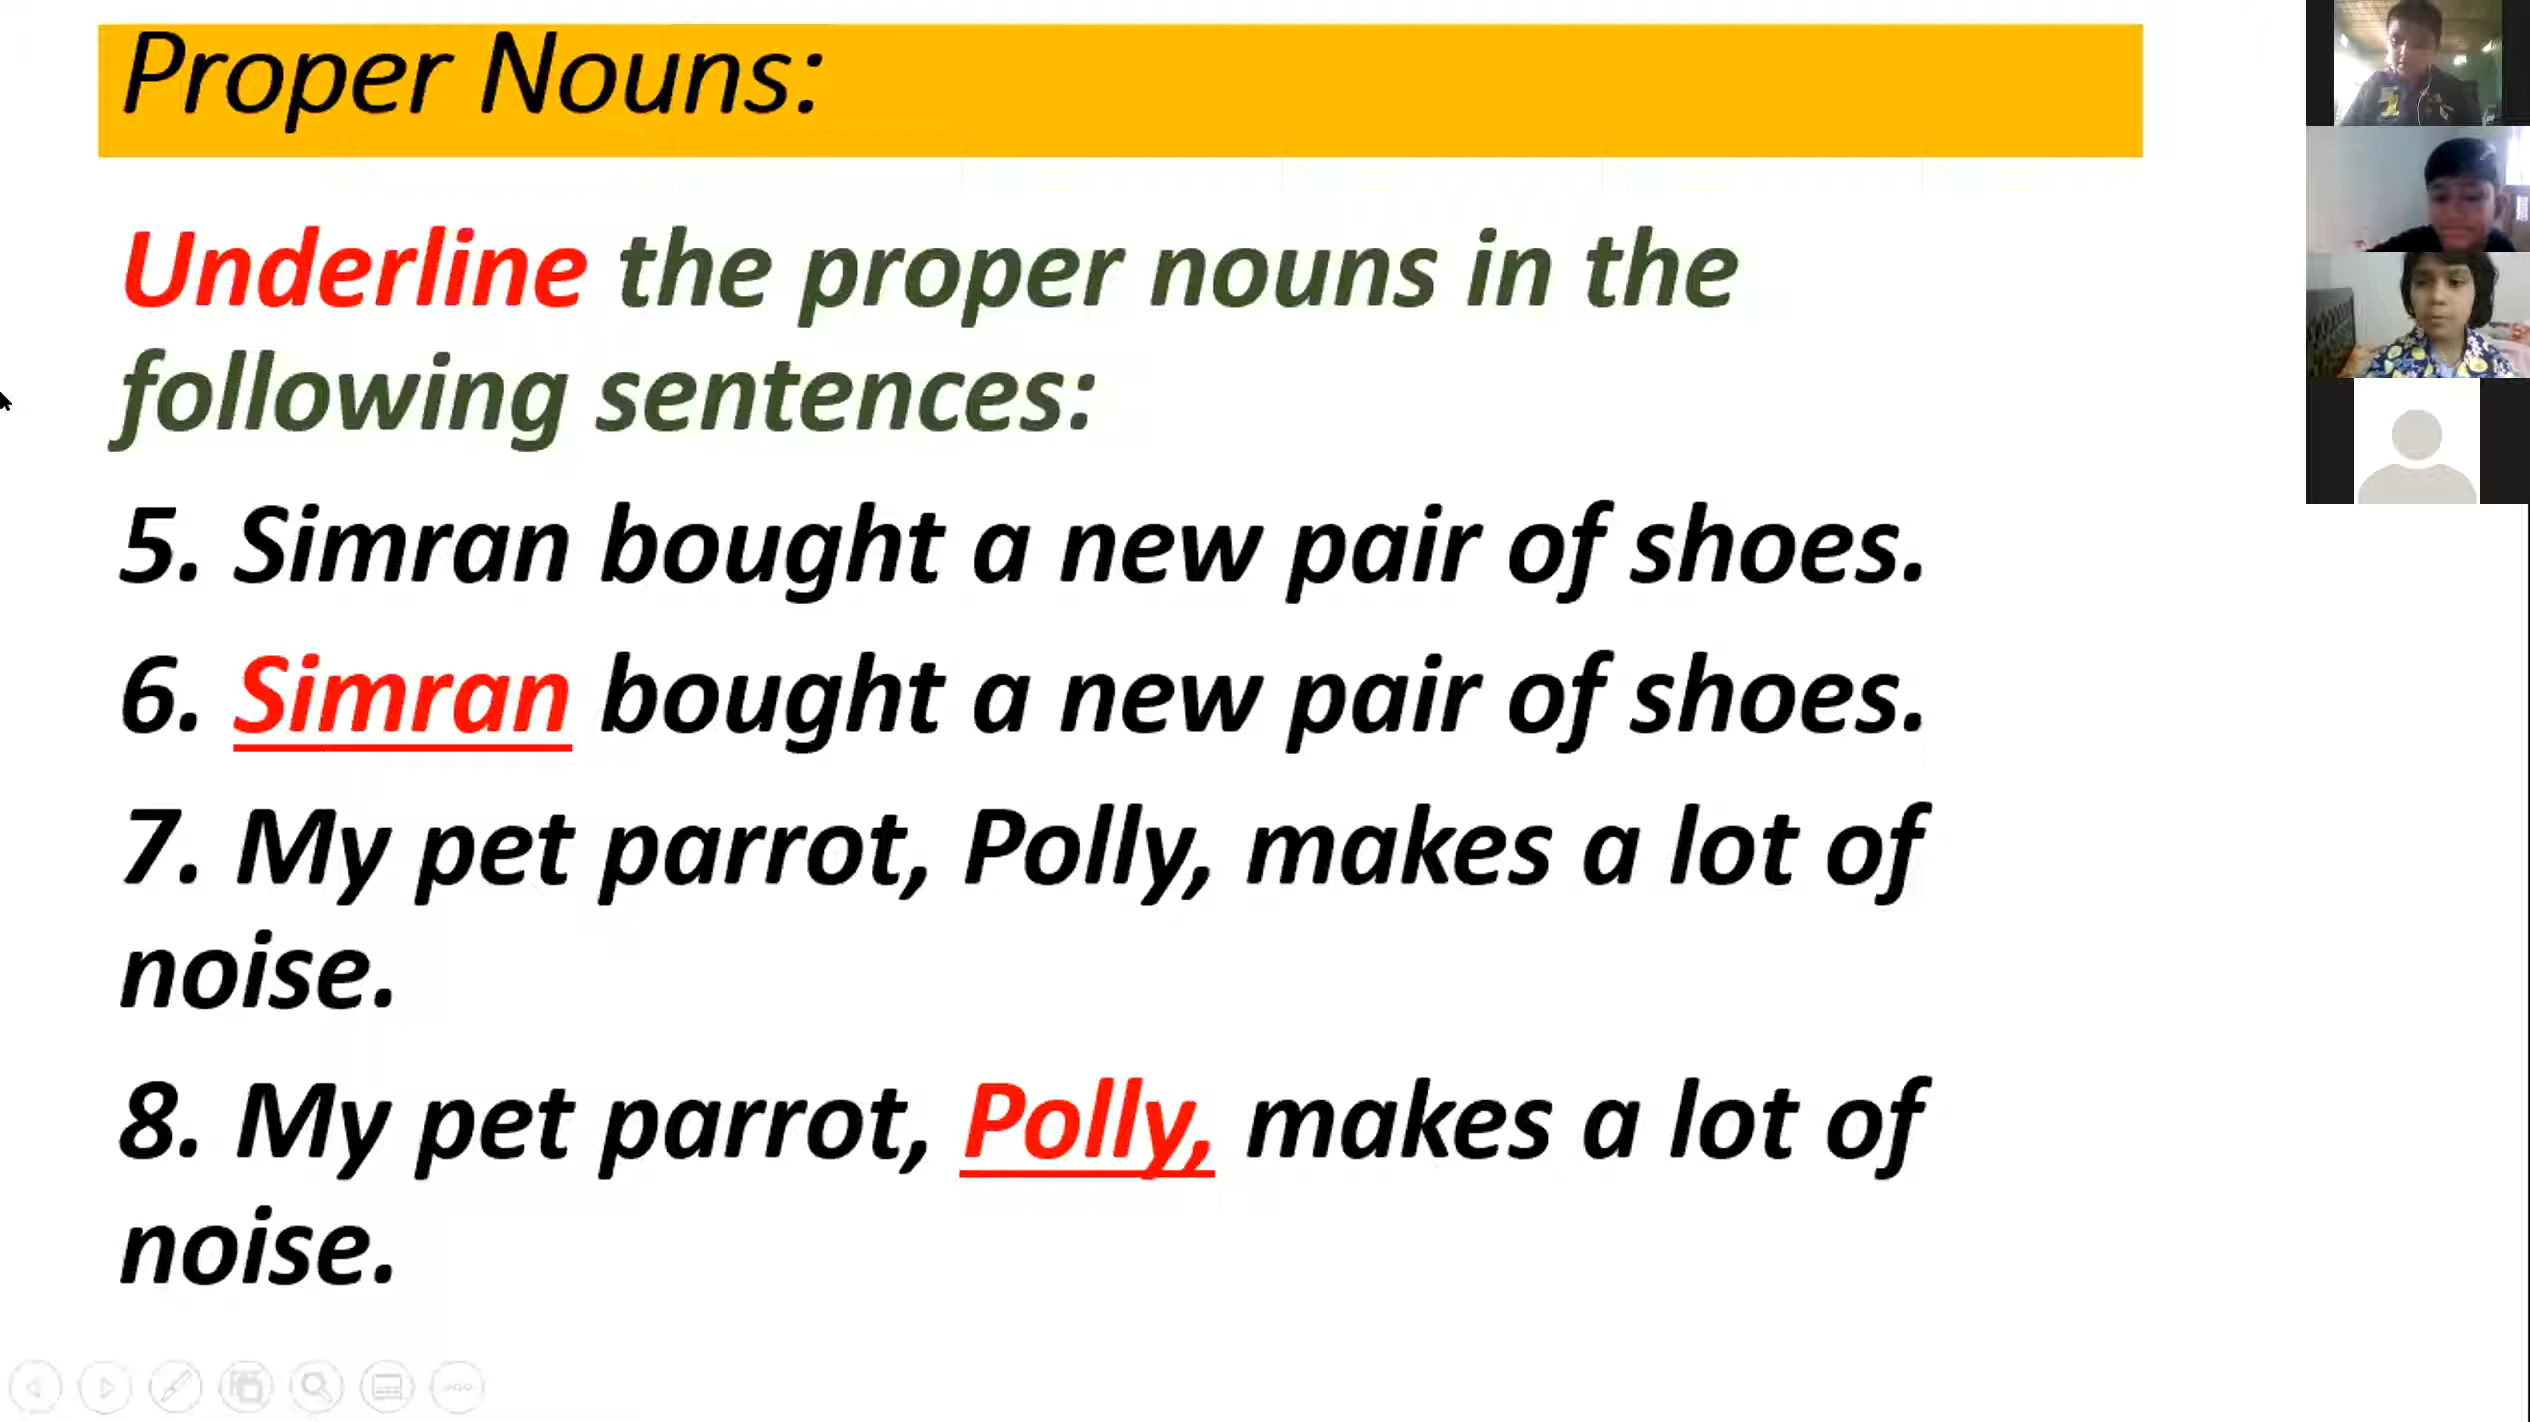 Proper Nouns:
Underline the proper nouns in the
following sentences:
5. Simran bought a new pair of shoes.
6. Simran bought a new pair of shoes.
7. My pet parrot, Polly, makes a lot of
noise.
8. My pet parrot, Polly, makes a lot of
noise.